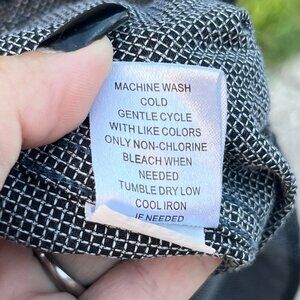 MACHINE WASH
COLD
GENTLE CYCLE
WITH LIKE COLORS
ONLY NON-CHLORINE
BLEACH WHEN
NEEDED
TUMBLE DRY LOW
COOL IRON
IF NEEDED